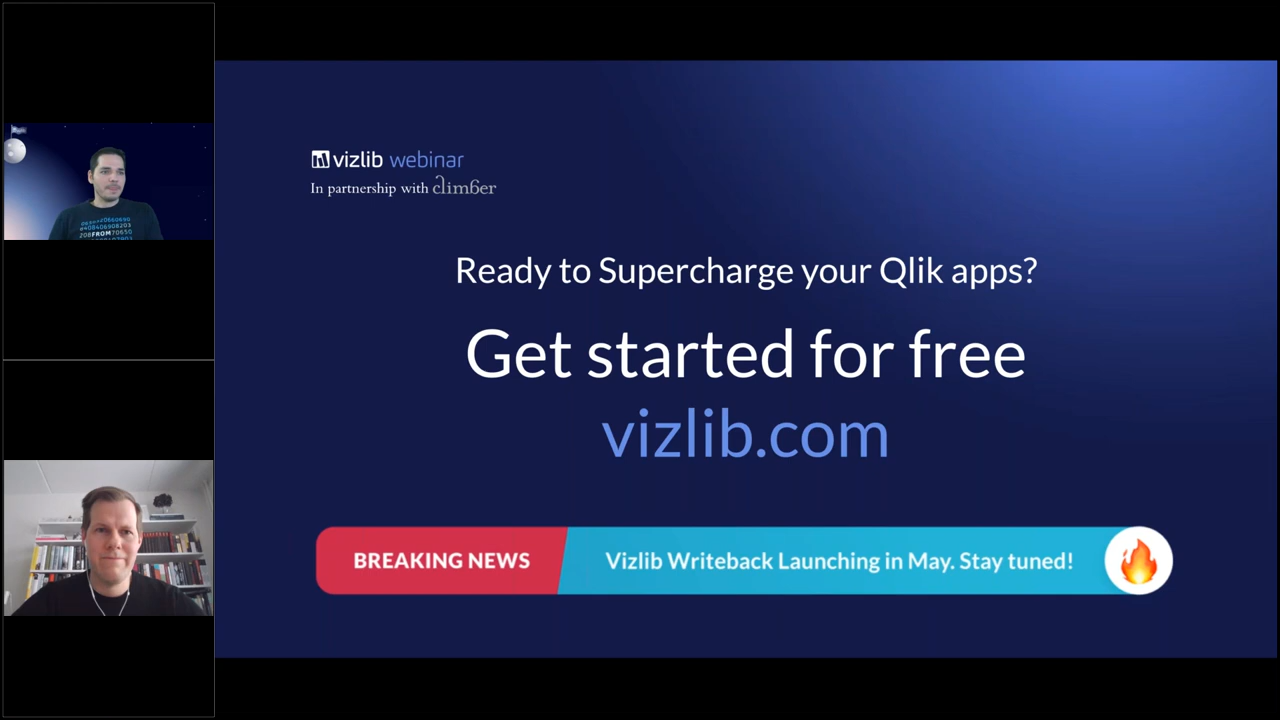 vizlib webinar
In partnership with climber
Ready to Supercharge your Qlik apps?
Get started for free
vizlib.com
BREAKING NEWS
Vizlib Writeback Launching in May. Stay tuned!
208FROM70650